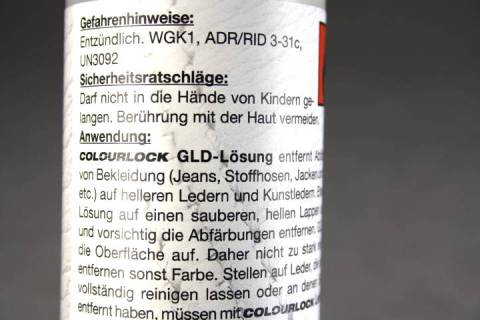 Gefahrenhinweise:
Entzündlich. WGK1, ADR/RID 3-31c,
UN3092
Sicherheitsratschläge:
Darf nicht in die Hände von Kindern ge-
langen. Berührung mit der Haut vermeiden.
Anwendung:
COLOURLOCK GLD-Lösung entfernt
von Bekleidung (Jeans, Stoffhosen, Jacken
etc.) auf helleren Ledern und Kunstledern.
Lösung auf einen sauberen, hellen Lappen
und vorsichtig die Abfärbungen entfernen.
die Oberfläche auf. Daher nicht zu stark
entfernen sonst Farbe. Stellen auf Leder,
vollständig reinigen lassen oder an denen
entfernt haben, müssen mit COLOURLOCK